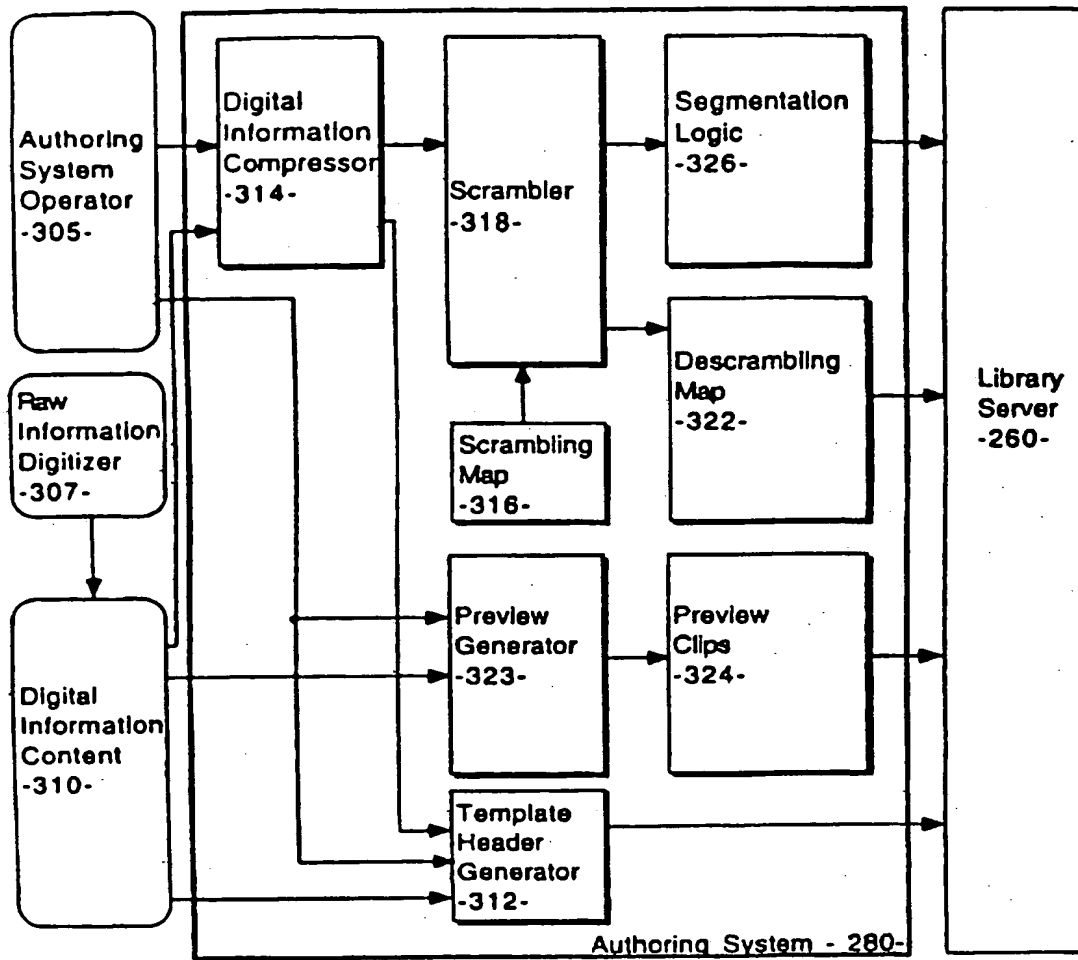 Authoring
System
Operator
-305-
Digital
Information
Compressor
-314-
Scrambler
-318-
Segmentation
Logic
-326-
Raw
Information
Digitizer
-307-
Scrambling
Map
-316-
Descrambling
Map
-322-
Library
Server
-260-
Digital
Information
Content
-310-
Preview
Generator
-323-
Preview
Clips
-324-
Template
Header
Generator
-312-
Authoring System - 280-